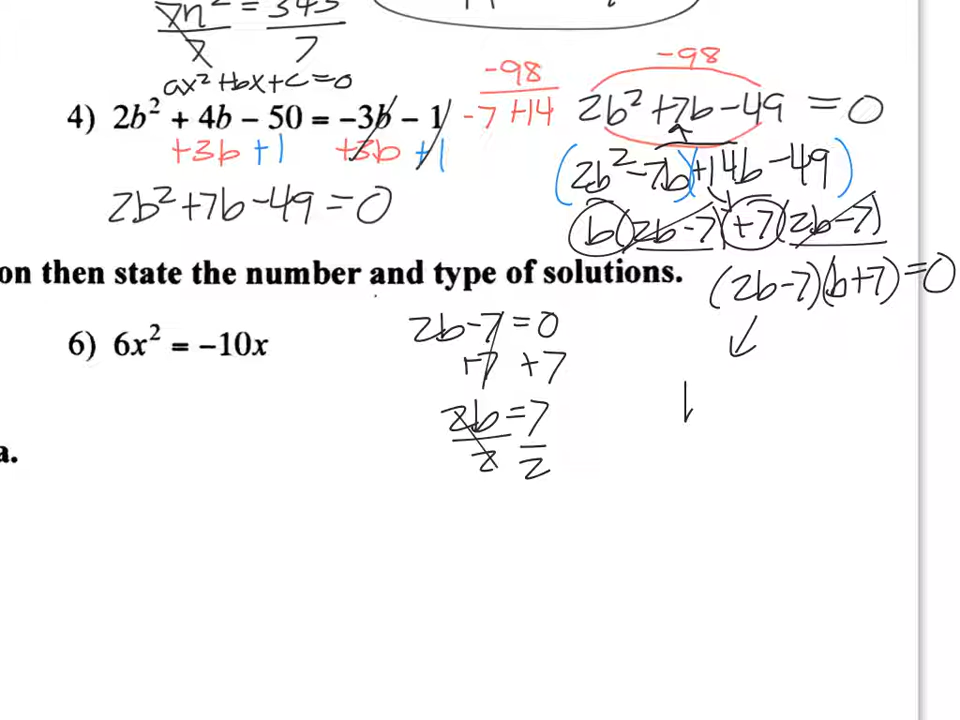 7n² = 343
7 7
ax² + bx + c = 0
4) 2b² + 4b − 50 = −3b − 1
+3b +1 +3b +1
2b² + 7b − 49 = 0
−98
−7 +14
−98
2b² + 7b − 49 = 0
(2b² − 7b)(+14b − 49)
b(2b − 7) +7(2b − 7)
(2b − 7)(b + 7) = 0
on then state the number and type of solutions.
6) 6x² = −10x
2b − 7 = 0
+7 +7
2b = 7
2 2
a.